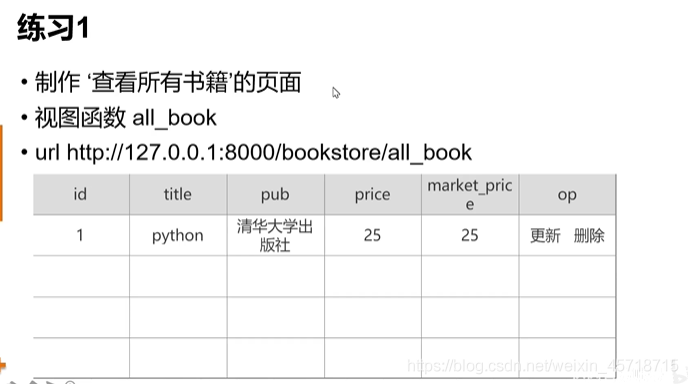 练习1
• 制作 ‘查看所有书籍’的页面
• 视图函数 all_book
• url http://127.0.0.1:8000/bookstore/all_book
id title pub price market_pric
e op
1 python 清华大学出
版社 25 25 更新 删除
https://blog.csdn.net/weixin_45718715